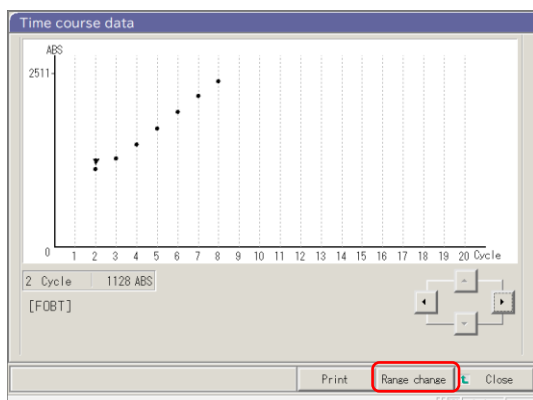 Time course data
ABS
2511
0 1 2 3 4 5 6 7 8 9 10 11 12 13 14 15 16 17 18 19 20 Cycle
2 Cycle 1128 ABS
[FOBT]
Print Range change Close